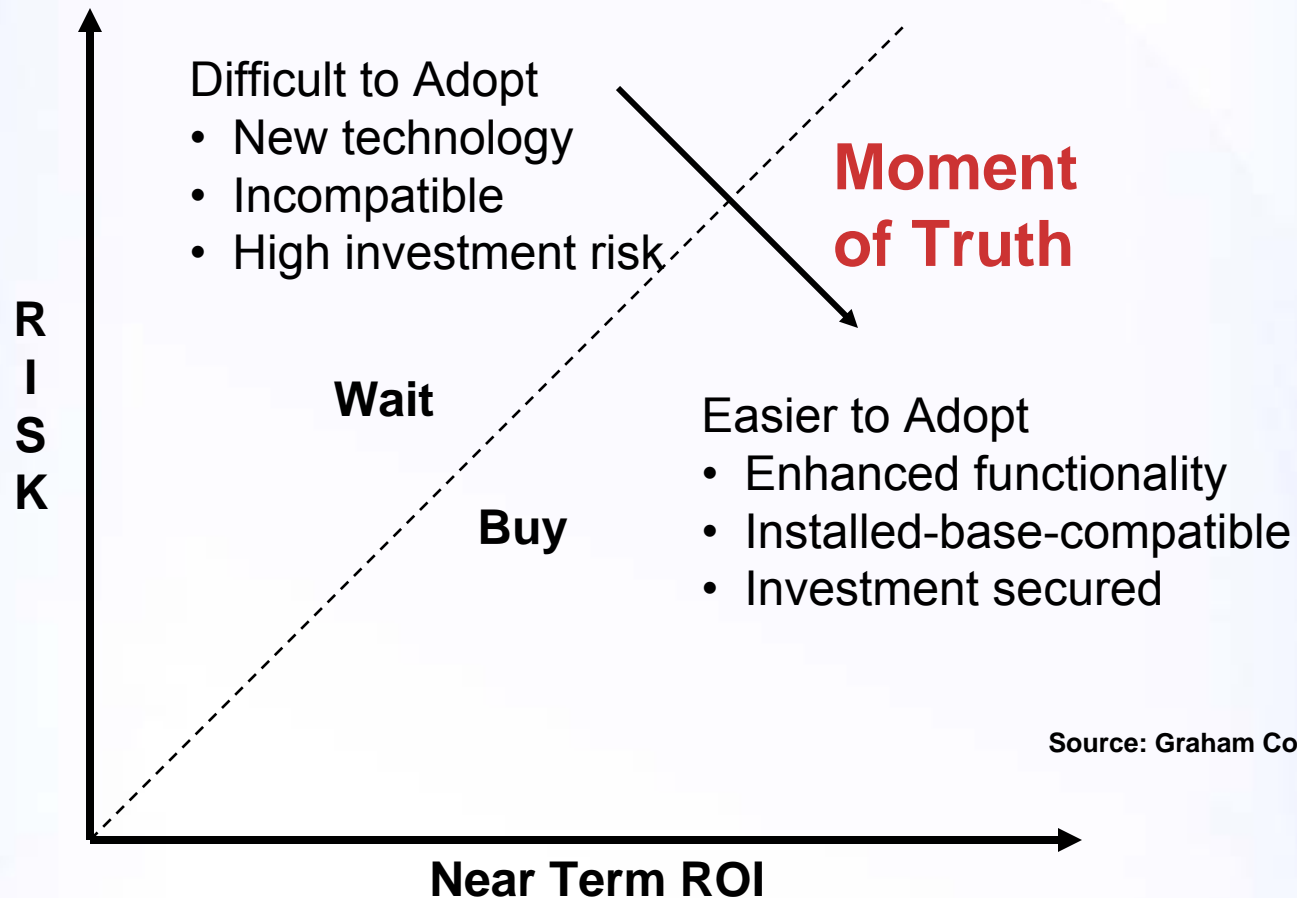 Difficult to Adopt
• New technology
• Incompatible
• High investment risk
Moment
of Truth
R
I
S
K
Wait
Buy
Easier to Adopt
• Enhanced functionality
• Installed-base-compatible
• Investment secured
Source: Graham Co
Near Term ROI